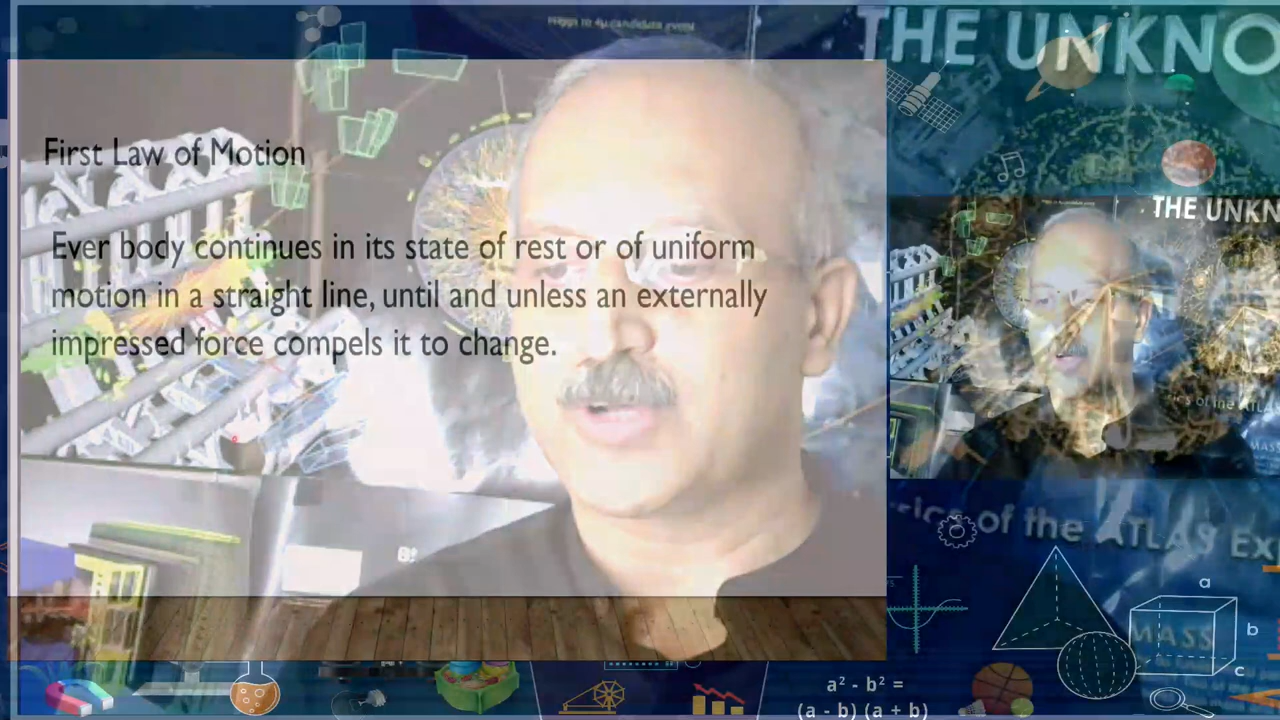 THE UNKNO
First Law of Motion
Ever body continues in its state of rest or of uniform
motion in a straight line, until and unless an externally
impressed force compels it to change.
THE UNKN
of the ATLAS Ex
MASS
a
b
c
a² - b² =
(a - b) (a + b)